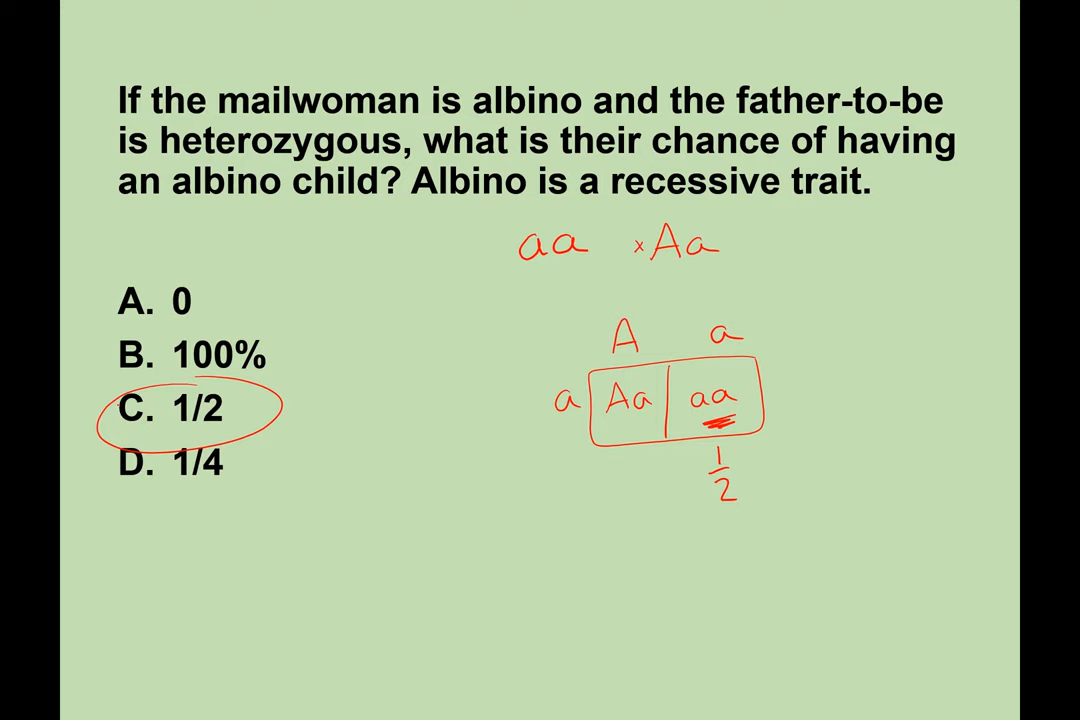 If the mailwoman is albino and the father-to-be
is heterozygous, what is their chance of having
an albino child? Albino is a recessive trait.
aa × Aa
A. 0
B. 100%
C. 1/2
D. 1/4
A a
a Aa aa
1/2